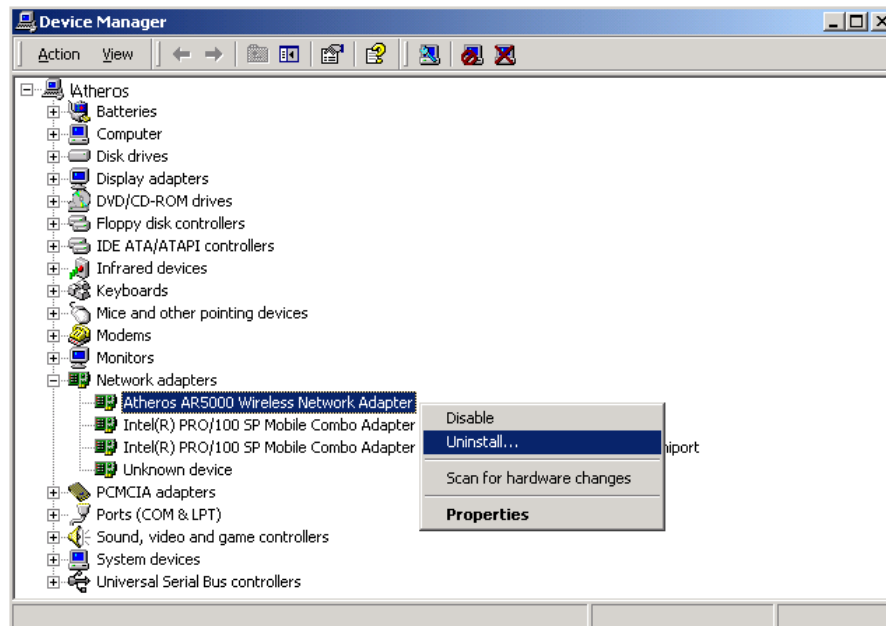 Device Manager
Action View
Atheros
Batteries
Computer
Disk drives
Display adapters
DVD/CD-ROM drives
Floppy disk controllers
IDE ATA/ATAPI controllers
Infrared devices
Keyboards
Mice and other pointing devices
Modems
Monitors
Network adapters
Atheros AR5000 Wireless Network Adapter
Intel(R) PRO/100 SP Mobile Combo Adapter
Intel(R) PRO/100 SP Mobile Combo Adapter niport
Unknown device
PCMCIA adapters
Ports (COM & LPT)
Sound, video and game controllers
System devices
Universal Serial Bus controllers
Disable
Uninstall...
Scan for hardware changes
Properties